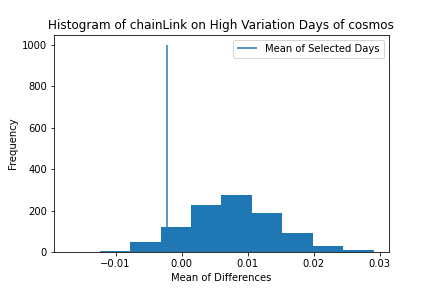 Histogram of chainLink on High Variation Days of cosmos
Mean of Selected Days
Frequency
1000
800
600
400
200
0
−0.01 0.00 0.01 0.02 0.03
Mean of Differences